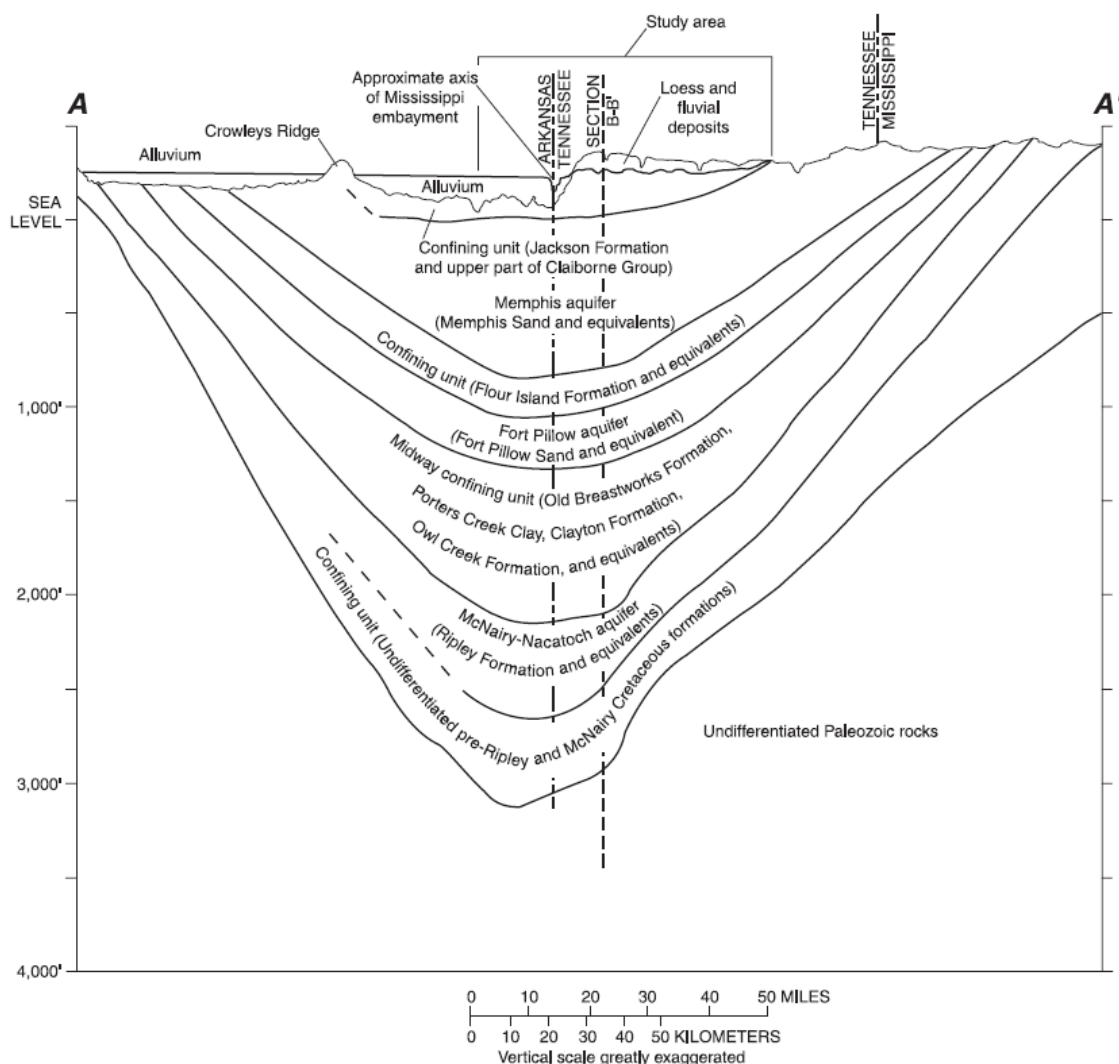 Study area
A
A'
Approximate axis
of Mississippi
embayment
ARKANSAS
TENNESSEE
SECTION
B-B'
Loess and
fluvial
deposits
TENNESSEE
MISSISSIPPI
Crowleys Ridge
Alluvium
Alluvium
SEA
LEVEL
Confining unit (Jackson Formation
and upper part of Claiborne Group)
Memphis aquifer
(Memphis Sand and equivalents)
Confining unit (Flour Island Formation and equivalents)
1,000'
Fort Pillow aquifer
(Fort Pillow Sand and equivalent)
Midway confining unit (Old Breastworks Formation,
Porters Creek Clay, Clayton Formation,
Owl Creek Formation, and equivalents)
2,000'
McNairy-Nacatoch aquifer
(Ripley Formation and equivalents)
Confining unit (Undifferentiated pre-Ripley and McNairy Cretaceous formations)
Undifferentiated Paleozoic rocks
3,000'
4,000'
0 10 20 30 40 50 MILES
0 10 20 30 40 50 KILOMETERS
Vertical scale greatly exaggerated